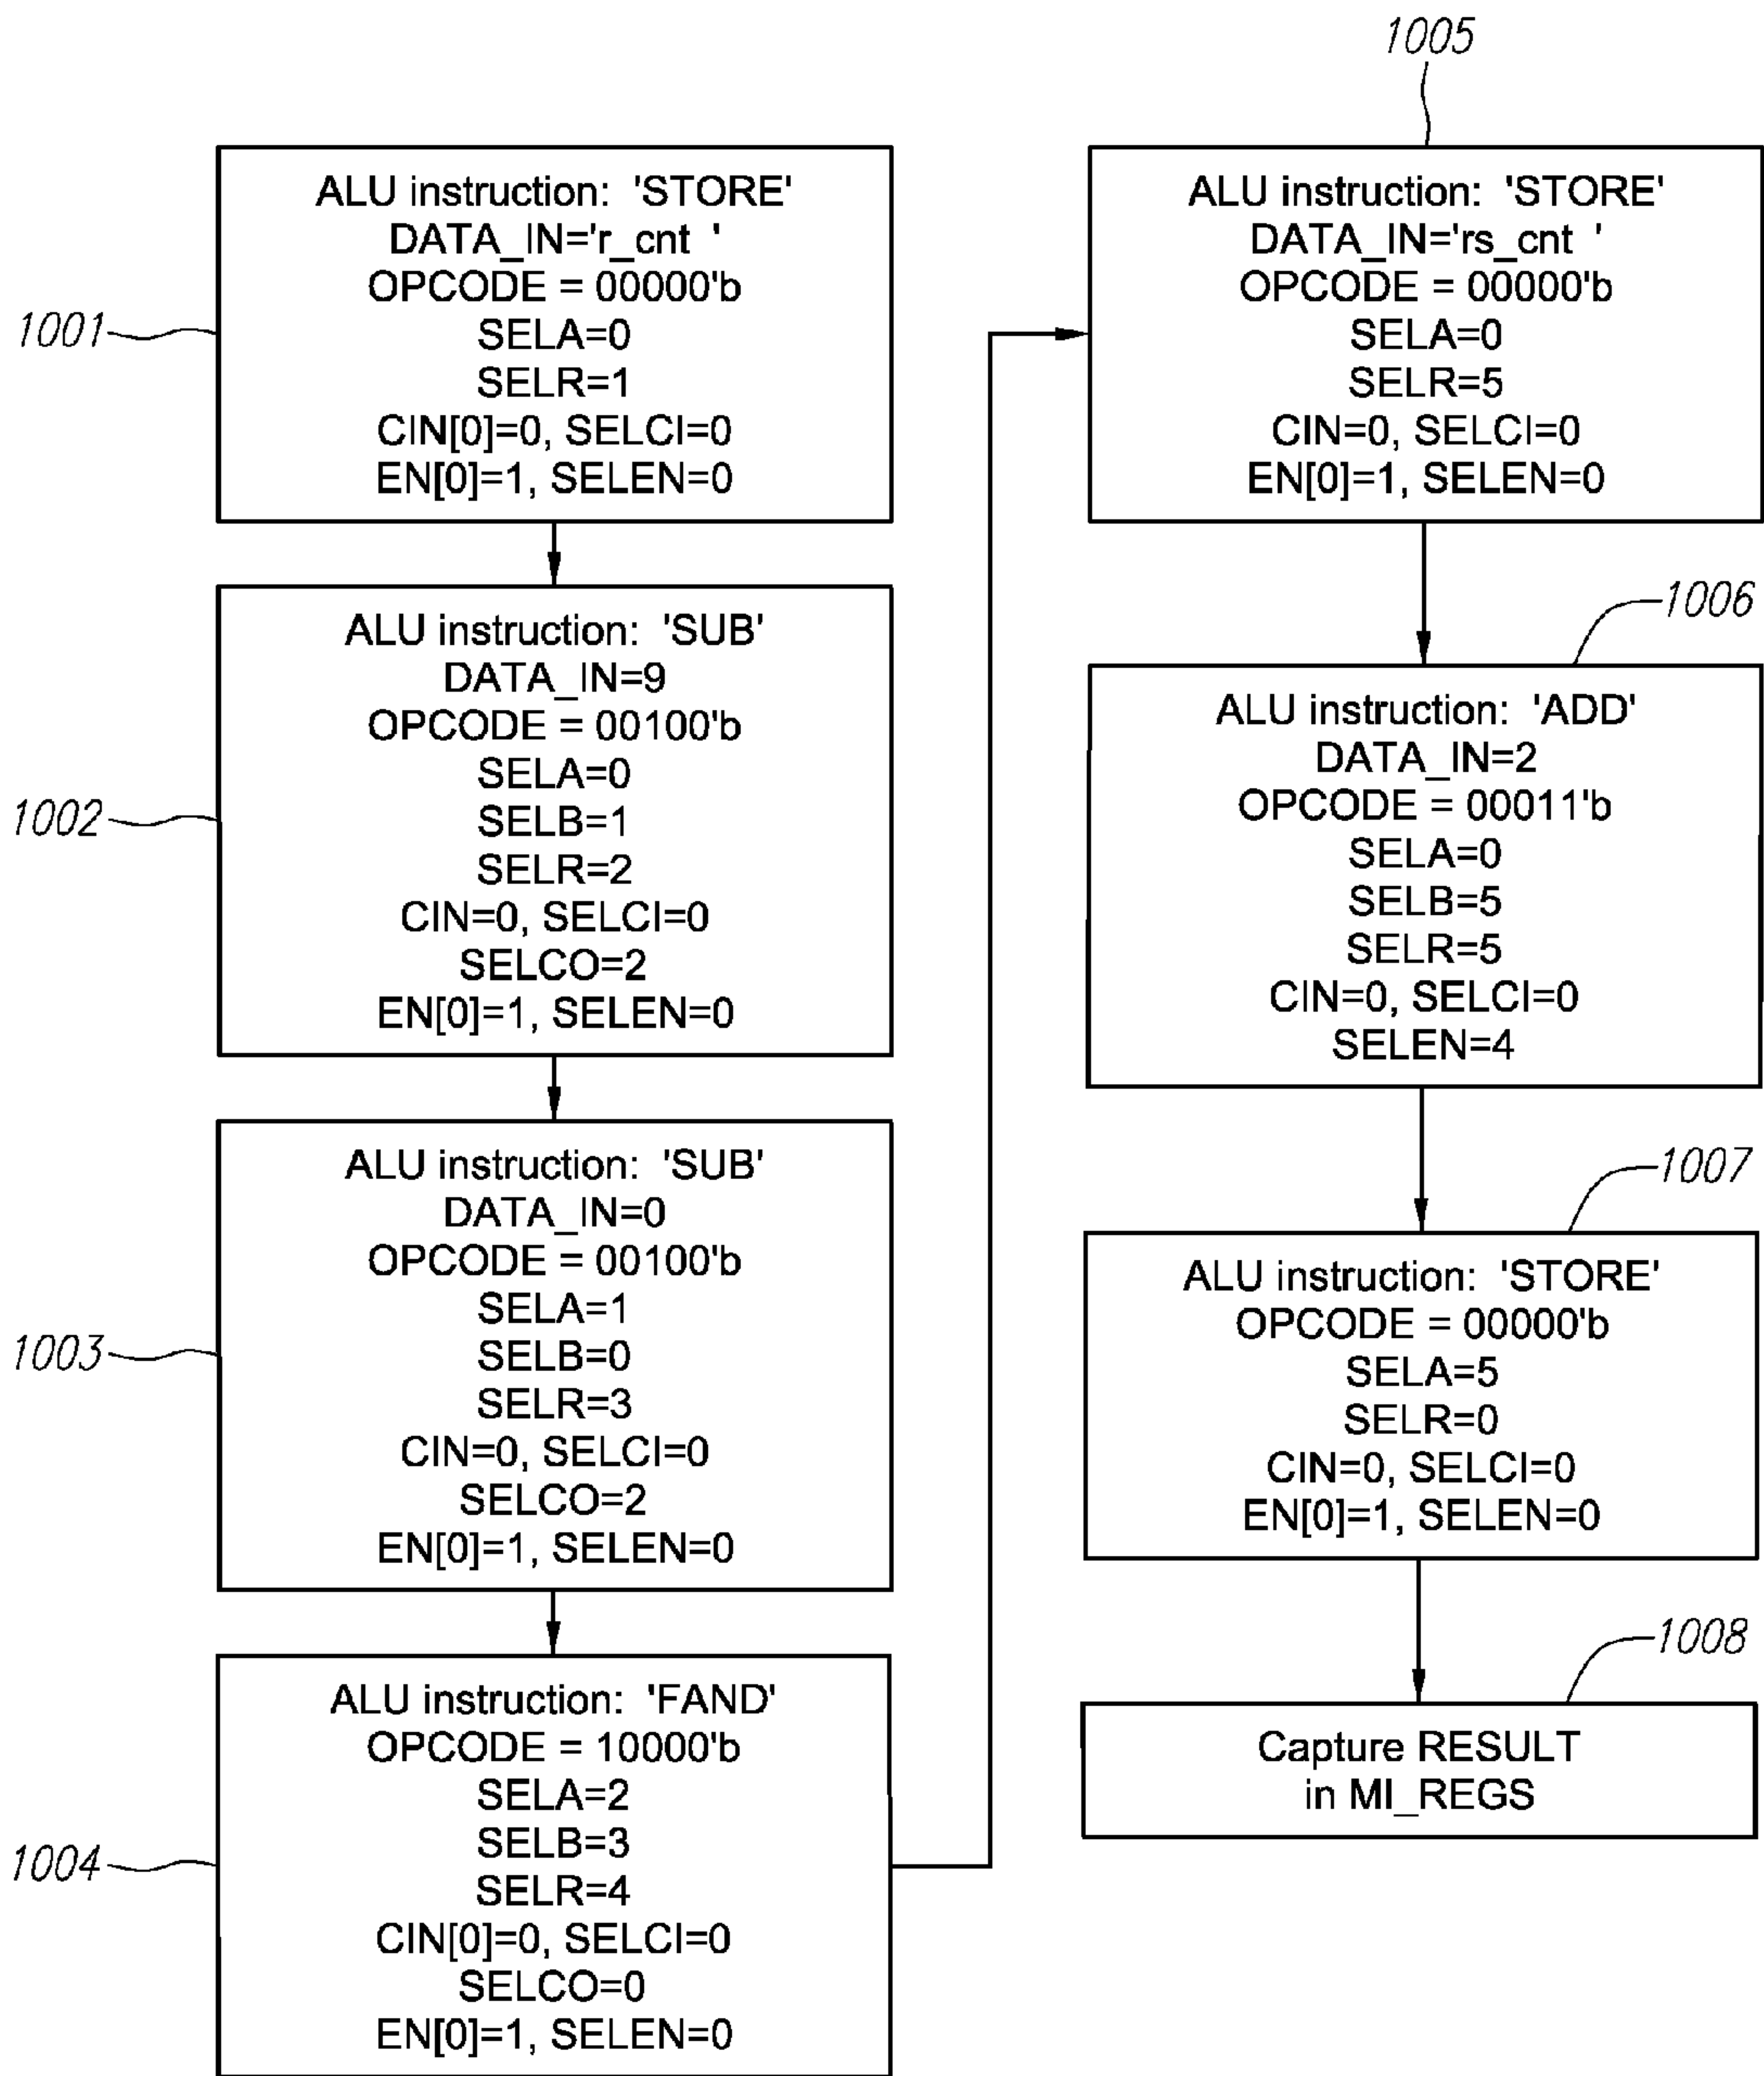 1001
ALU instruction: 'STORE'
DATA_IN='r_cnt '
OPCODE = 00000'b
SELA=0
SELR=1
CIN[0]=0, SELCI=0
EN[0]=1, SELEN=0
1002
ALU instruction: 'SUB'
DATA_IN=9
OPCODE = 00100'b
SELA=0
SELB=1
SELR=2
CIN=0, SELCI=0
SELCO=2
EN[0]=1, SELEN=0
1003
ALU instruction: 'SUB'
DATA_IN=0
OPCODE = 00100'b
SELA=1
SELB=0
SELR=3
CIN=0, SELCI=0
SELCO=2
EN[0]=1, SELEN=0
1004
ALU instruction: 'FAND'
OPCODE = 10000'b
SELA=2
SELB=3
SELR=4
CIN[0]=0, SELCI=0
SELCO=0
EN[0]=1, SELEN=0
1005
ALU instruction: 'STORE'
DATA_IN='rs_cnt '
OPCODE = 00000'b
SELA=0
SELR=5
CIN=0, SELCI=0
EN[0]=1, SELEN=0
1006
ALU instruction: 'ADD'
DATA_IN=2
OPCODE = 00011'b
SELA=0
SELB=5
SELR=5
CIN=0, SELCI=0
SELEN=4
1007
ALU instruction: 'STORE'
OPCODE = 00000'b
SELA=5
SELR=0
CIN=0, SELCI=0
EN[0]=1, SELEN=0
1008
Capture RESULT
in MI_REGS